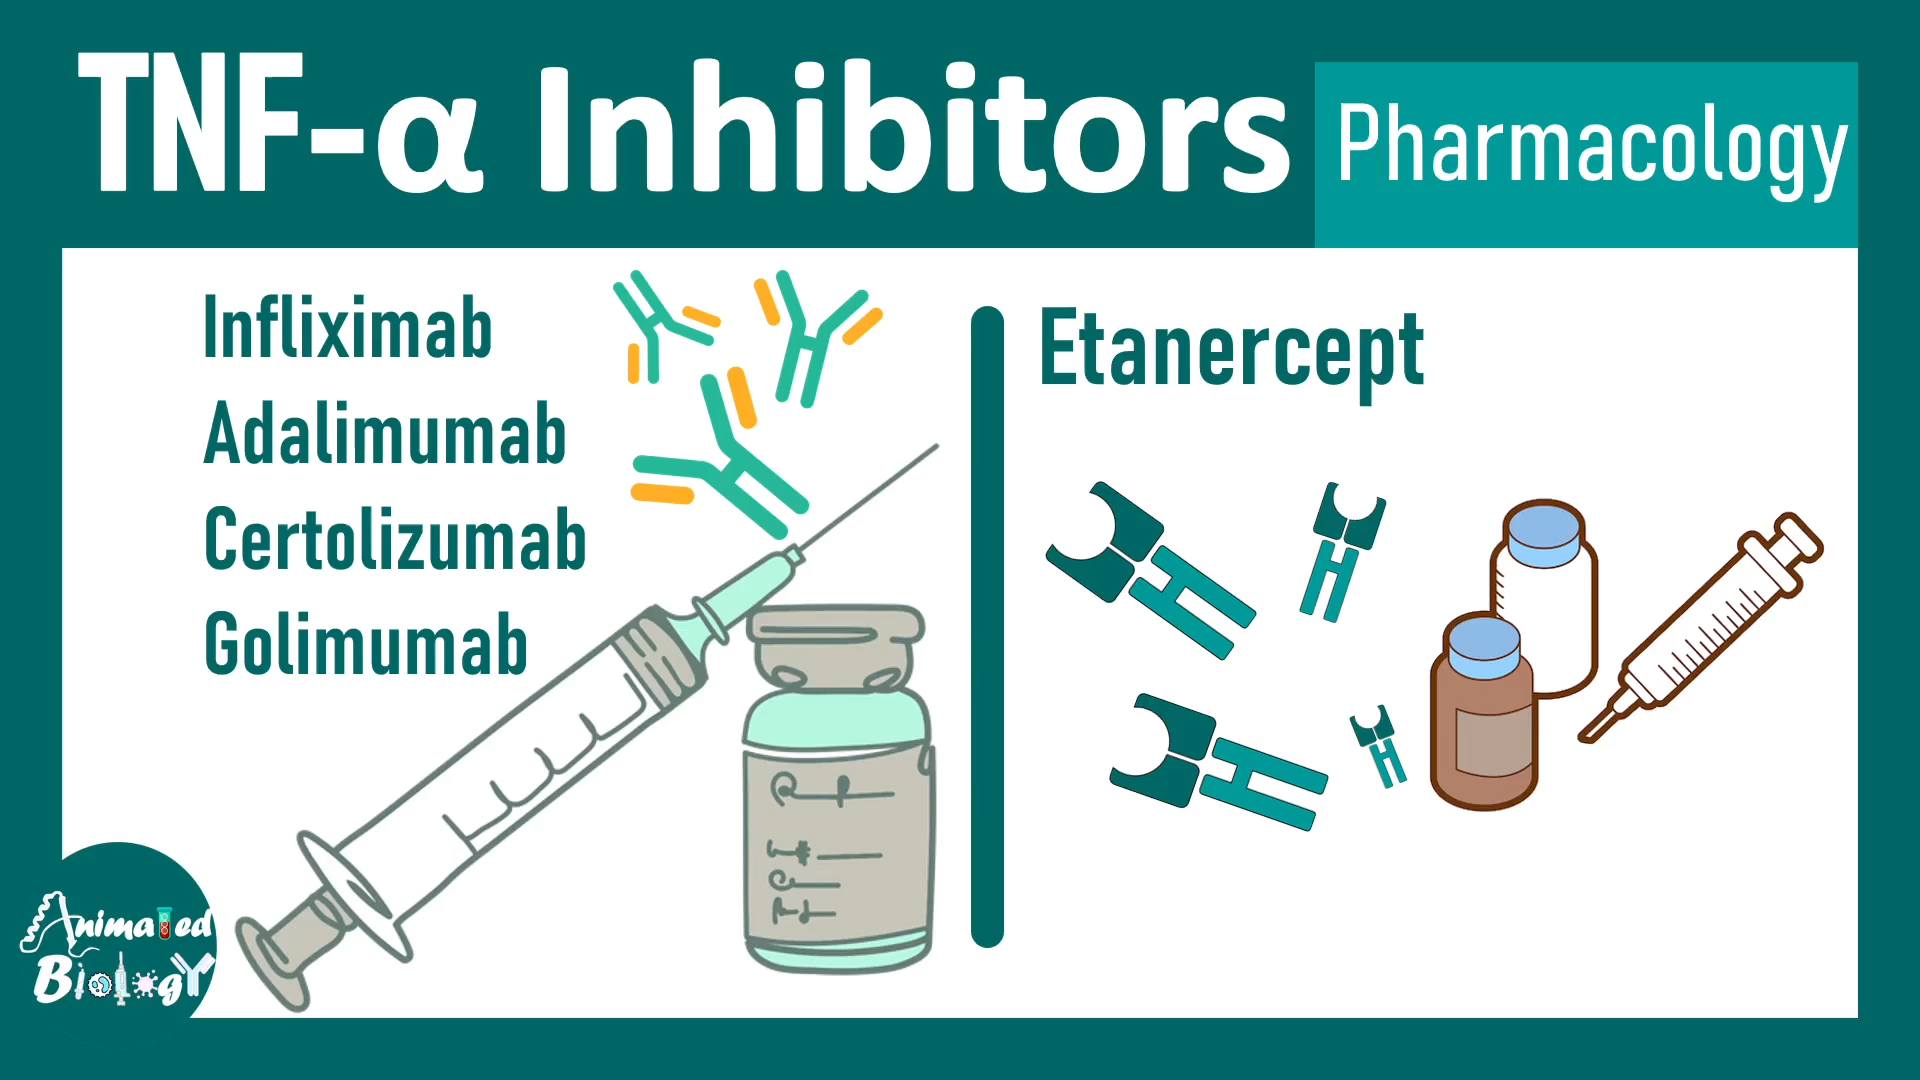 TNF-α Inhibitors
Pharmacology
Infliximab
Adalimumab
Certolizumab
Golimumab
Etanercept
Animated
Biology